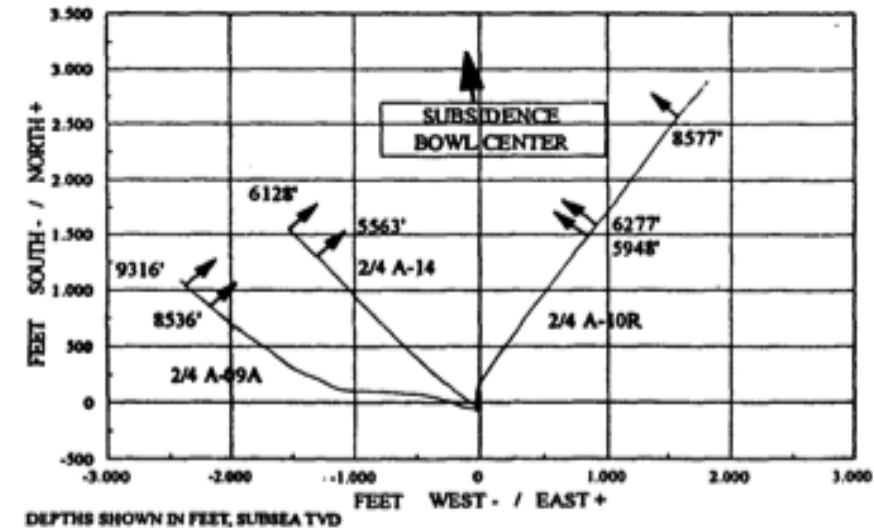 3.500
3.000
SUBSIDENCE
BOWL CENTER
2.500
8577'
2.000
6128'
5563'
6277'
1.500
5948'
9316'
2/4 A-14
1.000
8536'
2/4 A-10R
500
2/4 A-09A
0
-500
-3.000
-2.000
-1.000
0
1.000
2.000
3.000
FEET SOUTH - / NORTH +
FEET WEST - / EAST +
DEPTHS SHOWN IN FEET, SUBSEA TVD